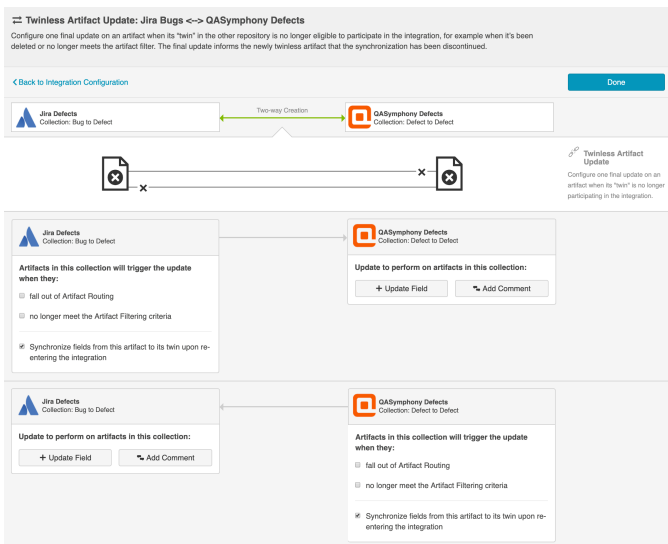 Twinless Artifact Update: Jira Bugs <--> QASymphony Defects
Configure one final update on an artifact when its "twin" in the other repository is no longer eligible to participate in the integration, for example when it's been
deleted or no longer meets the artifact filter. The final update informs the newly twinless artifact that the synchronization has been discontinued.
Back to Integration Configuration
Done
Jira Defects
Collection: Bug to Defect
Two-way Creation
QASymphony Defects
Collection: Defect to Defect
Twinless Artifact
Update
Configure one final update on an
artifact when its "twin" is no longer
participating in the integration.
Jira Defects
Collection: Bug to Defect
Artifacts in this collection will trigger the update
when they:
fall out of Artifact Routing
no longer meet the Artifact Filtering criteria
Synchronize fields from this artifact to its twin upon re-
entering the integration
QASymphony Defects
Collection: Defect to Defect
Update to perform on artifacts in this collection:
+ Update Field
Add Comment
Jira Defects
Collection: Bug to Defect
Update to perform on artifacts in this collection:
+ Update Field
Add Comment
QASymphony Defects
Collection: Defect to Defect
Artifacts in this collection will trigger the update
when they:
fall out of Artifact Routing
no longer meet the Artifact Filtering criteria
Synchronize fields from this artifact to its twin upon re-
entering the integration